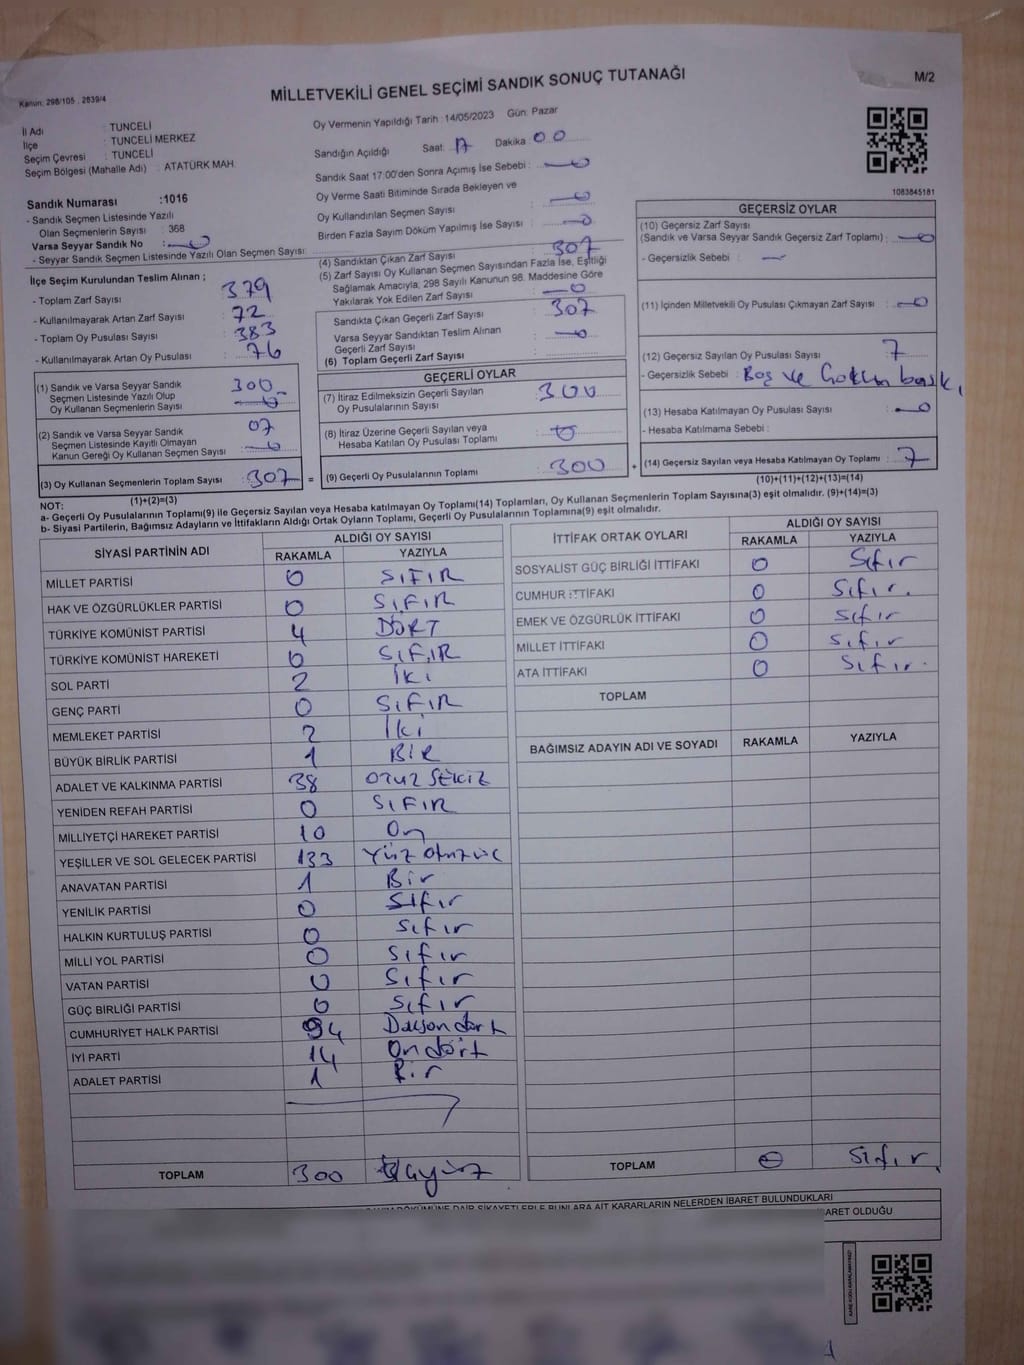 MİLLETVEKİLİ GENEL SEÇİMİ SANDIK SONUÇ TUTANAĞI
M/2
Kanun: 298/105 , 2839/4
İl Adı : TUNCELİ
İlçe : TUNCELİ MERKEZ
Seçim Çevresi : TUNCELİ
Seçim Bölgesi (Mahalle Adı) : ATATÜRK MAH.
Oy Vermenin Yapıldığı Tarih :14/05/2023 Gün: Pazar
Sandığın Açıldığı Saat: 17 Dakika: 00
Sandık Saat 17:00'den Sonra Açımış İse Sebebi : —0
Oy Verme Saati Bitiminde Sırada Bekleyen ve
Oy Kullandırılan Seçmen Sayısı : —0
Birden Fazla Sayım Döküm Yapılmış İse Sayısı : —0
1083845181
Sandık Numarası :1016
- Sandık Seçmen Listesinde Yazılı
Olan Seçmenlerin Sayısı : 368
Varsa Seyyar Sandık No : —0
- Seyyar Sandık Seçmen Listesinde Yazılı Olan Seçmen Sayısı:
İlçe Seçim Kurulundan Teslim Alınan ;
- Toplam Zarf Sayısı : 379
- Kullanılmayarak Artan Zarf Sayısı : 72
- Toplam Oy Pusulası Sayısı : 383
- Kullanılmayarak Artan Oy Pusulası : 76
(1) Sandık ve Varsa Seyyar Sandık
Seçmen Listesinde Yazılı Olup
Oy Kullanan Seçmenlerin Sayısı : 300 —0
(2) Sandık ve Varsa Seyyar Sandık
Seçmen Listesinde Kayıtlı Olmayan
Kanun Gereği Oy Kullanan Seçmen Sayısı : 07 —0
(3) Oy Kullanan Seçmenlerin Toplam Sayısı : 307
(1)+(2)=(3)
(4) Sandıktan Çıkan Zarf Sayısı : 307
(5) Zarf Sayısı Oy Kullanan Seçmen Sayısından Fazla İse, Eşitliği
Sağlamak Amacıyla, 298 Sayılı Kanunun 98. Maddesine Göre
Yakılarak Yok Edilen Zarf Sayısı : —0
Sandıkta Çıkan Geçerli Zarf Sayısı : 307
Varsa Seyyar Sandıktan Teslim Alınan
Geçerli Zarf Sayısı : —0
(6) Toplam Geçerli Zarf Sayısı :
GEÇERLİ OYLAR
(7) İtiraz Edilmeksizin Geçerli Sayılan
Oy Pusulalarının Sayısı : 300
(8) İtiraz Üzerine Geçerli Sayılan veya
Hesaba Katılan Oy Pusulası Toplamı : 0
(9) Geçerli Oy Pusulalarının Toplamı : 300
GEÇERSİZ OYLAR
(10) Geçersiz Zarf Sayısı
(Sandık ve Varsa Seyyar Sandık Geçersiz Zarf Toplamı) : —0
- Geçersizlik Sebebi : —
(11) İçinden Milletvekili Oy Pusulası Çıkmayan Zarf Sayısı : —0
(12) Geçersiz Sayılan Oy Pusulası Sayısı : 7
- Geçersizlik Sebebi : Boş ve
(13) Hesaba Katılmayan Oy Pusulası Sayısı : —0
- Hesaba Katılmama Sebebi :
(14) Geçersiz Sayılan veya Hesaba Katılmayan Oy Toplamı : 7
(10)+(11)+(12)+(13)=(14)
NOT:
a- Geçerli Oy Pusulalarının Toplamı(9) ile Geçersiz Sayılan veya Hesaba katılmayan Oy Toplamı(14) Toplamları, Oy Kullanan Seçmenlerin Toplam Sayısına(3) eşit olmalıdır. (9)+(14)=(3)
b- Siyasi Partilerin, Bağımsız Adayların ve İttifakların Aldığı Ortak Oyların Toplamı, Geçerli Oy Pusulalarının Toplamına(9) eşit olmalıdır.
SİYASİ PARTİNİN ADI ALDIĞI OY SAYISI
RAKAMLA YAZIYLA
MİLLET PARTİSİ 0 SIFIR
HAK VE ÖZGÜRLÜKLER PARTİSİ 0 SIFIR
TÜRKİYE KOMÜNİST PARTİSİ 4 DÖRT
TÜRKİYE KOMÜNİST HAREKETİ 0 SIFIR
SOL PARTİ 2 İki
GENÇ PARTİ 0 SIFIR
MEMLEKET PARTİSİ 2 İki
BÜYÜK BİRLİK PARTİSİ 1 BİR
ADALET VE KALKINMA PARTİSİ 38 OTUZ SEKİZ
YENİDEN REFAH PARTİSİ 0 SIFIR
MİLLİYETÇİ HAREKET PARTİSİ 10 On
YEŞİLLER VE SOL GELECEK PARTİSİ 133 Yüz otuz üç
ANAVATAN PARTİSİ 1 Bir
YENİLİK PARTİSİ 0 Sıfır
HALKIN KURTULUŞ PARTİSİ 0 Sıfır
MİLLİ YOL PARTİSİ 0 Sıfır
VATAN PARTİSİ 0 Sıfır
GÜÇ BİRLİĞİ PARTİSİ 0 Sıfır
CUMHURİYET HALK PARTİSİ 94 Doksan dört
İYİ PARTİ 14 On dört
ADALET PARTİSİ 1 Bir
TOPLAM 300 Üçyüz
İTTİFAK ORTAK OYLARI ALDIĞI OY SAYISI
RAKAMLA YAZIYLA
SOSYALİST GÜÇ BİRLİĞİ İTTİFAKI 0 Sıfır
CUMHUR İTTİFAKI 0 Sıfır.
EMEK VE ÖZGÜRLÜK İTTİFAKI 0 Sıfır
MİLLET İTTİFAKI 0 Sıfır
ATA İTTİFAKI 0 Sıfır.
TOPLAM
BAĞIMSIZ ADAYIN ADI VE SOYADI RAKAMLA YAZIYLA
TOPLAM 0 Sıfır.
DÖKÜMÜNE DAİR ŞİKAYETLERLE BUNLARA AİT KARARLARIN NELERDEN İBARET BULUNDUKLARI
BARET OLDUĞU